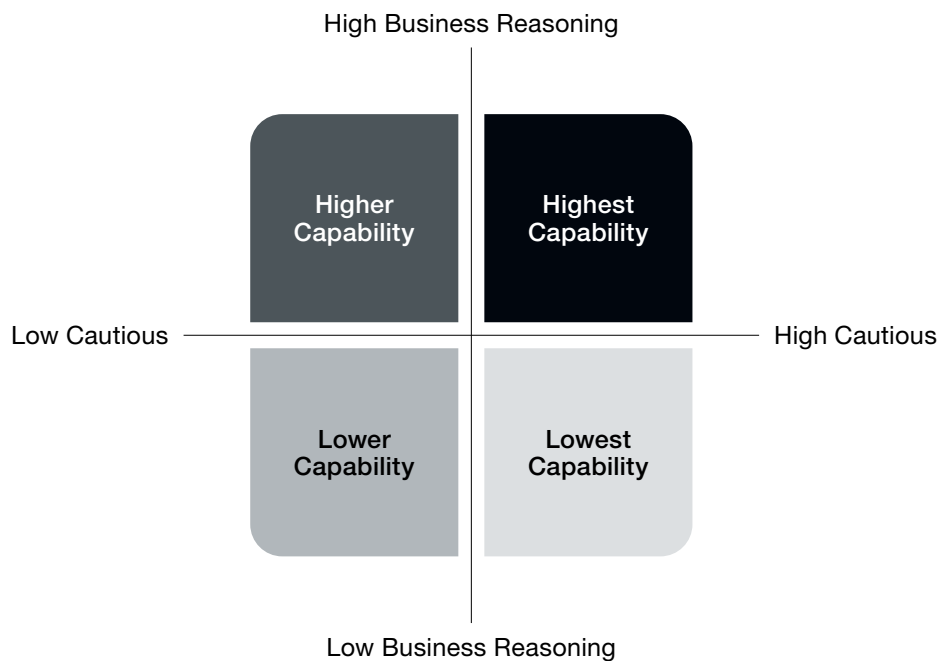 High Business Reasoning
Higher
Capability
Highest
Capability
Low Cautious
High Cautious
Lower
Capability
Lowest
Capability
Low Business Reasoning